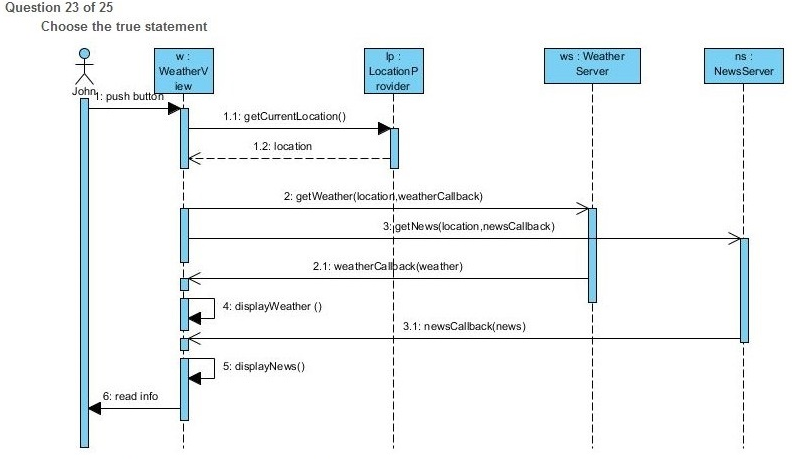 Question 23 of 25
Choose the true statement
w :
WeatherV
iew
lp :
LocationP
rovider
ws : Weather
Server
ns :
NewsServer
John
1: push button
1.1: getCurrentLocation()
1.2: location
2: getWeather(location,weatherCallback)
3: getNews(location,newsCallback)
2.1: weatherCallback(weather)
4: displayWeather ()
3.1: newsCallback(news)
5: displayNews()
6: read info